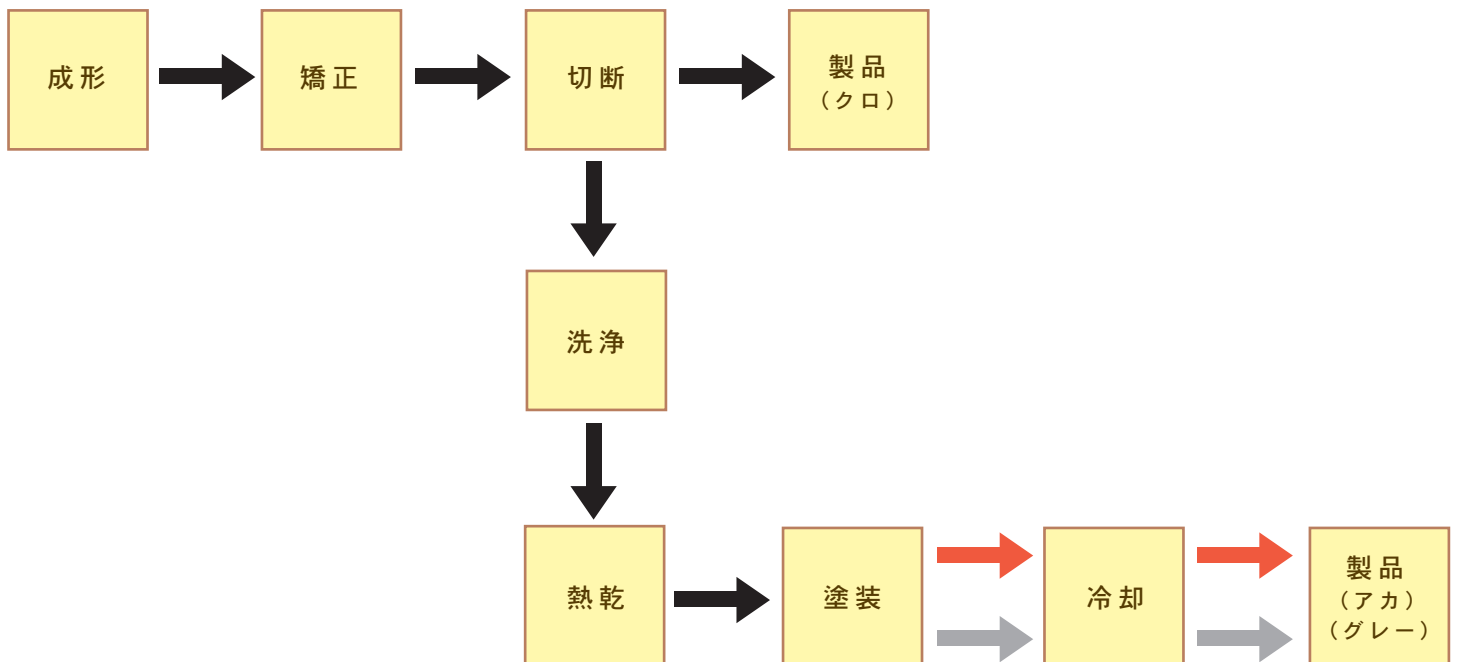 成形
矯正
切断
製品
（クロ）
洗浄
熱乾
塗装
冷却
製品
（アカ）
（グレー）